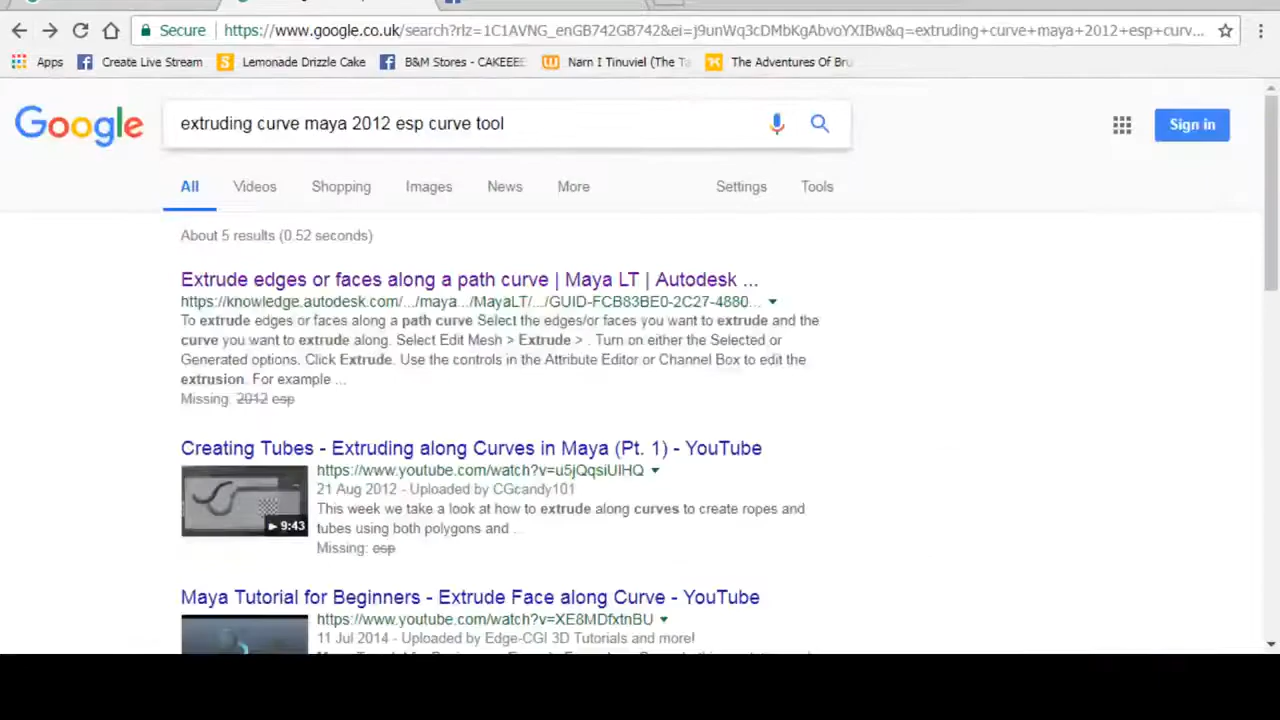 Secure https://www.google.co.uk/search?rlz=1C1AVNG_enGB742GB742&ei=j9unWq3cDMbKgAbvoYXIBw&q=extruding+curve+maya+2012+esp+curv...
Apps Create Live Stream Lemonade Drizzle Cake B&M Stores - CAKEEE Narn I Tinuviel (The Ta The Adventures Of Bru
Google extruding curve maya 2012 esp curve tool Sign in
All Videos Shopping Images News More Settings Tools
About 5 results (0.52 seconds)
Extrude edges or faces along a path curve | Maya LT | Autodesk ...
https://knowledge.autodesk.com/.../maya.../MayaLT/.../GUID-FCB83BE0-2C27-4880...
To extrude edges or faces along a path curve Select the edges/or faces you want to extrude and the
curve you want to extrude along. Select Edit Mesh > Extrude > . Turn on either the Selected or
Generated options. Click Extrude. Use the controls in the Attribute Editor or Channel Box to edit the
extrusion. For example ...
Missing: 2012 esp
Creating Tubes - Extruding along Curves in Maya (Pt. 1) - YouTube
https://www.youtube.com/watch?v=u5jQqsiUIHQ
21 Aug 2012 - Uploaded by CGcandy101
This week we take a look at how to extrude along curves to create ropes and
tubes using both polygons and ...
9:43
Missing: esp
Maya Tutorial for Beginners - Extrude Face along Curve - YouTube
https://www.youtube.com/watch?v=XE8MDfxtnBU
11 Jul 2014 - Uploaded by Edge-CGI 3D Tutorials and more!